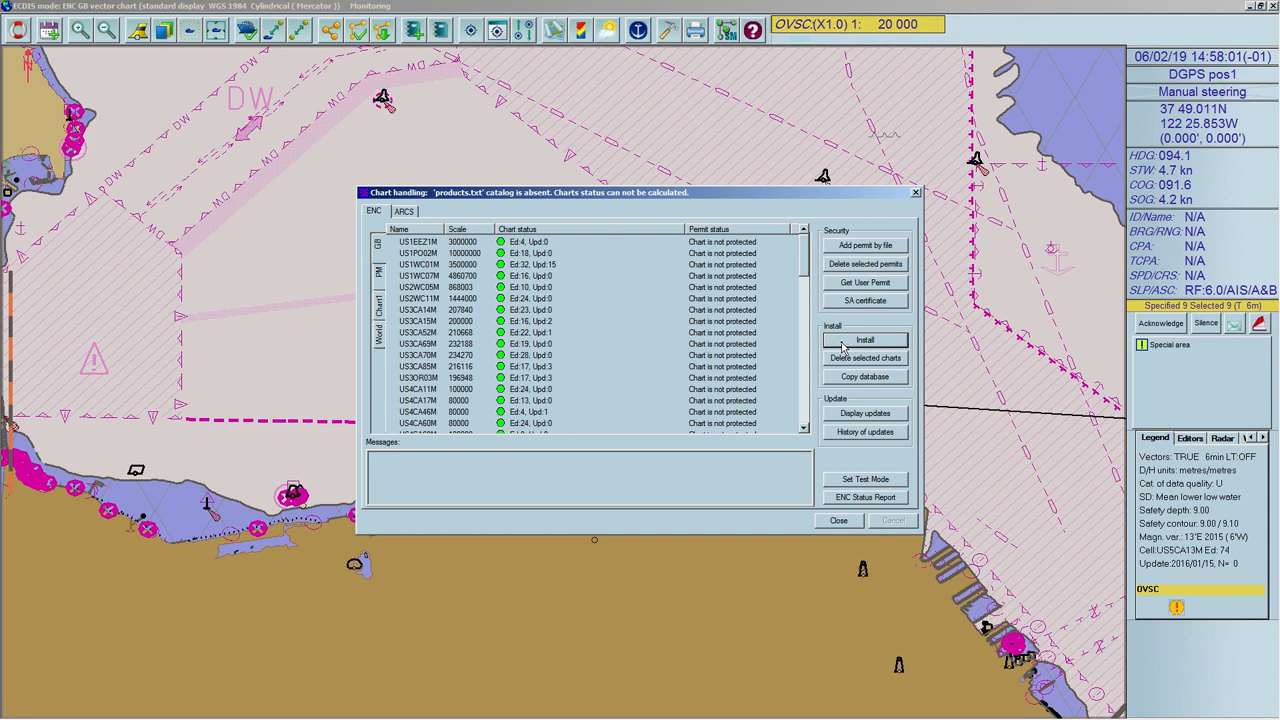 ECDIS mode: ENC GB vector chart (standard display WGS 1984 Cylindrical ( Mercator ) Monitoring
OVSC:(X1.0) 1: 20 000
06/02/19 14:58:01(-01)
DGPS pos1
Manual steering
37 49.011N
122 25.853W
(0.000', 0.000')
HDG: 094.1
STW: 4.7 kn
COG: 091.6
SOG: 4.2 kn
ID/Name: N/A
BRG/RNG: N/A
CPA: N/A
TCPA: N/A
SPD/CRS: N/A
SLP/ASC: RF:6.0/AIS/A&B
Specified 9 Selected 9 (T 6m)
Acknowledge Silence
Special area
Legend Editors Radar
Vectors: TRUE 6min LT:OFF
D/H units: metres/metres
Cat. of data quality: U
SD: Mean lower low water
Safety depth: 9.00
Safety contour: 9.00 / 9.10
Magn. var.: 13°E 2015 ( 6'W)
Cell:US5CA13M Ed: 74
Update:2016/01/15, N= 0
OVSC
DW
DW
DW
DW
DW
Chart handling: 'products.txt' catalog is absent. Charts status can not be calculated.
ENC ARCS
GB
PM
Chart1
World
Name Scale Chart status Permit status
US1EEZ1M 3000000 Ed:4, Upd:0 Chart is not protected
US1PO02M 10000000 Ed:18, Upd:0 Chart is not protected
US1WC01M 3500000 Ed:32, Upd:15 Chart is not protected
US1WC07M 4860700 Ed:16, Upd:0 Chart is not protected
US2WC05M 868003 Ed:10, Upd:0 Chart is not protected
US2WC11M 1444000 Ed:24, Upd:0 Chart is not protected
US3CA14M 207840 Ed:23, Upd:0 Chart is not protected
US3CA15M 200000 Ed:16, Upd:2 Chart is not protected
US3CA52M 210668 Ed:22, Upd:1 Chart is not protected
US3CA69M 232188 Ed:19, Upd:0 Chart is not protected
US3CA70M 234270 Ed:28, Upd:0 Chart is not protected
US3CA85M 216116 Ed:17, Upd:3 Chart is not protected
US3OR03M 196948 Ed:17, Upd:3 Chart is not protected
US4CA11M 100000 Ed:24, Upd:0 Chart is not protected
US4CA17M 80000 Ed:13, Upd:0 Chart is not protected
US4CA46M 80000 Ed:4, Upd:1 Chart is not protected
US4CA60M 80000 Ed:24, Upd:0 Chart is not protected
Security
Add permit by file
Delete selected permits
Get User Permit
SA certificate
Install
Install
Delete selected charts
Copy database
Update
Display updates
History of updates
Messages:
Set Test Mode
ENC Status Report
Close Cancel